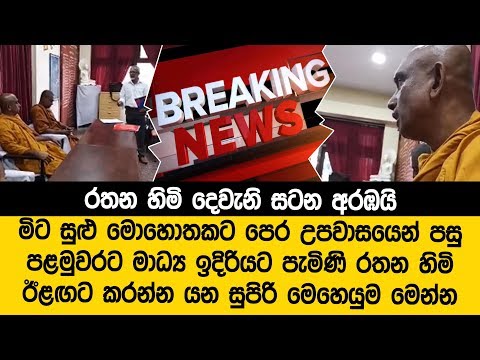 BREAKING
NEWS
රතන හිමි දෙවැනි සටන අරඹයි
මිට සුළු මොහොතකට පෙර උපවාසයෙන් පසු
පළමුවරට මාධ්‍ය ඉදිරියට පැමිණි රතන හිමි
ඊළඟට කරන්න යන සුපිරි මෙහෙයුම මෙන්න